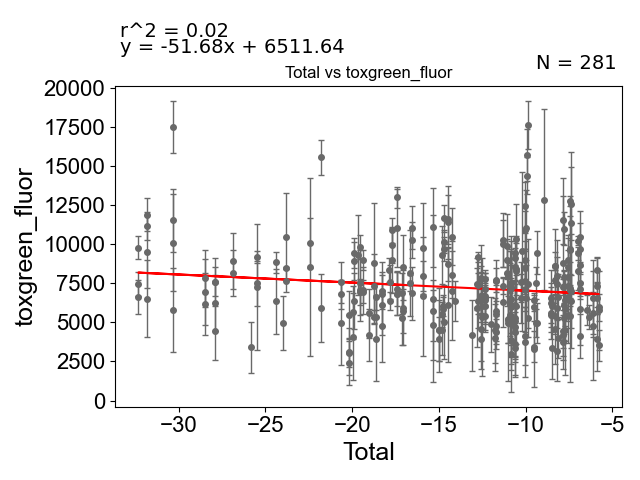 r^2 = 0.02
y = -51.68x + 6511.64
N = 281
Total vs toxgreen_fluor
20000
17500
15000
12500
10000
7500
5000
2500
0
toxgreen_fluor
−30
−25
−20
−15
−10
−5
Total